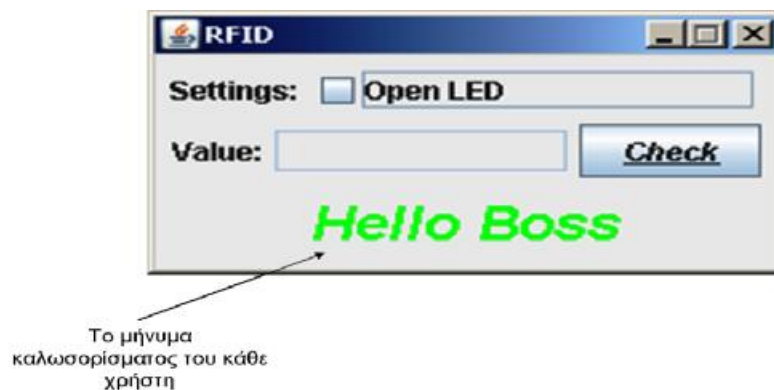 RFID
Settings: Open LED
Value: Check
Hello Boss
Το μήνυμα
καλωσορίσματος του κάθε
χρήστη